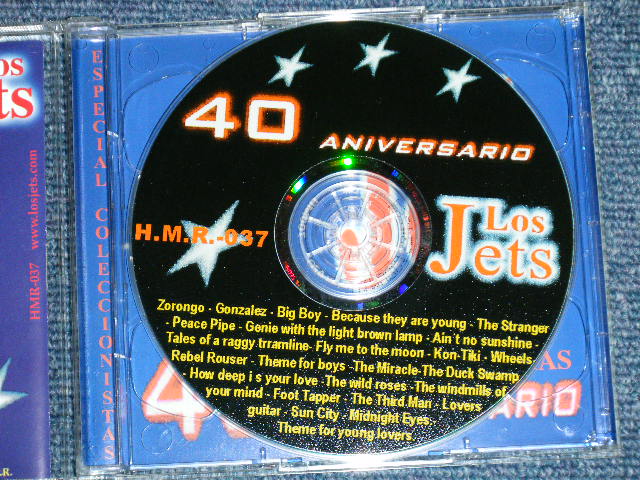 Los
Jets
www.losjets.com
HMR-037
ESPECIAL COLECCIONISTAS
40 ANIVERSARIO
H.M.R.-037
Los
Jets
Zorongo - Gonzalez - Big Boy - Because they are young - The Stranger
- Peace Pipe - Genie with the light brown lamp - Ain´t no sunshine -
Tales of a raggy trramline- Fly me to the moon - Kon-Tiki - Wheels
Rebel Rouser - Theme for boys -The Miracle-The Duck Swamp
- How deep i s your love -The wild roses -The windmills of
your mind - Foot Tapper - The Third Man - Lovers
guitar - Sun City - Midnight Eyes
Theme for young lovers
AS
4
ARIO
.R.